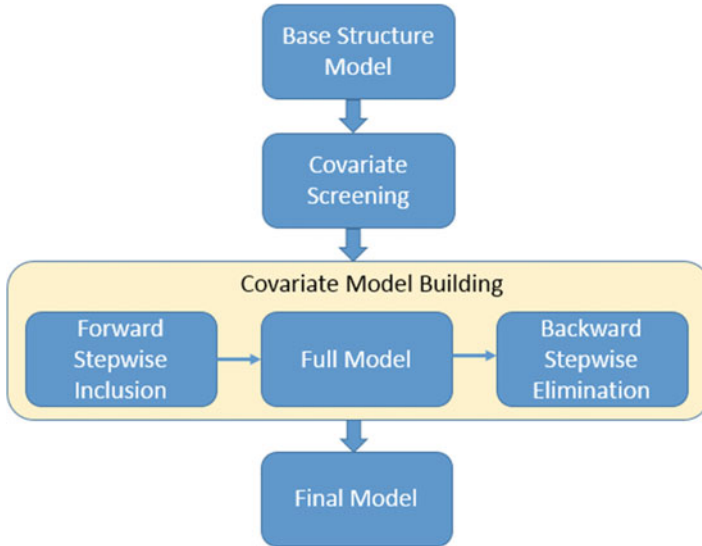 Base Structure
Model
Covariate
Screening
Covariate Model Building
Forward
Stepwise
Inclusion
Full Model
Backward
Stepwise
Elimination
Final Model